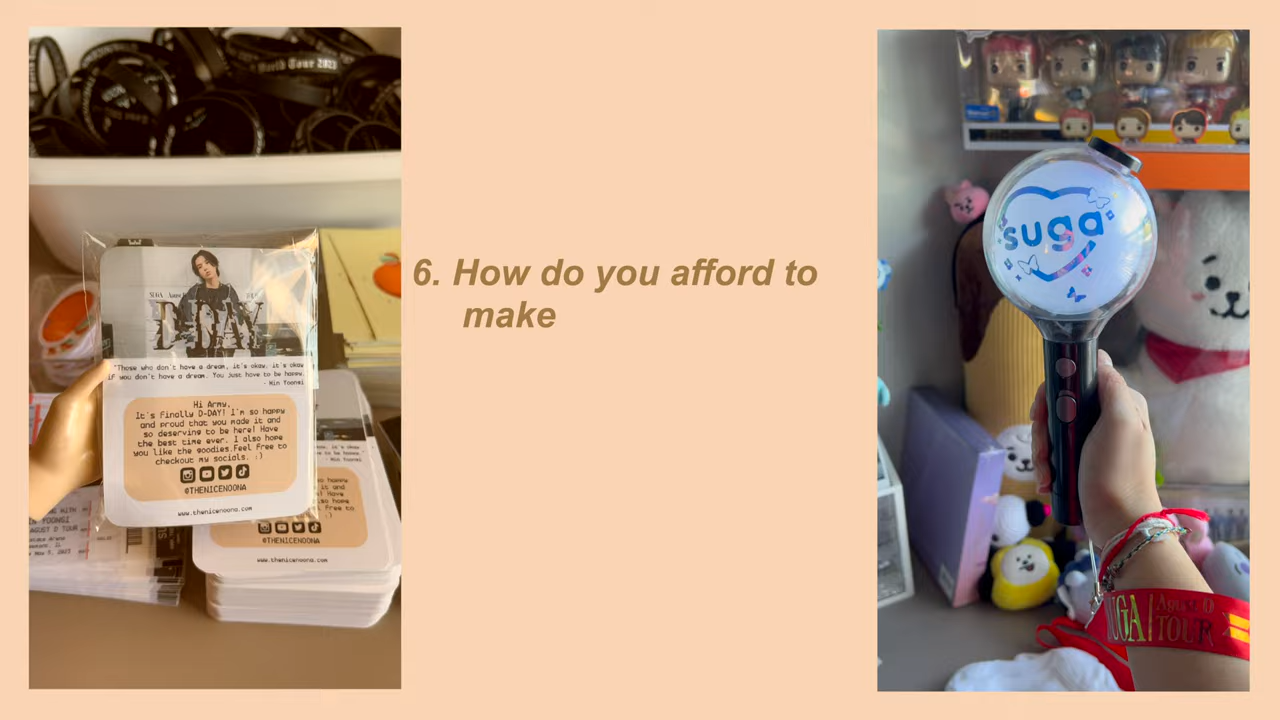 World Tour 2023
D-DAY
"Those who don't have a dream, it's okay, it's okay
if you don't have a dream. You just have to be happy.
- Min Yoongi
Hi Army,
It's finally D-DAY! I'm so happy
and proud that you made it and
so deserving to be here! Have
the best time ever. I also hope
you like the goodies.Feel free to
checkout my socials. :)
@THENICENOONA
www.thenicenoona.com
@THENICENOONA
www.thenicenoona.com
6. How do you afford to
make
suga
SUGA Agust D
TOUR